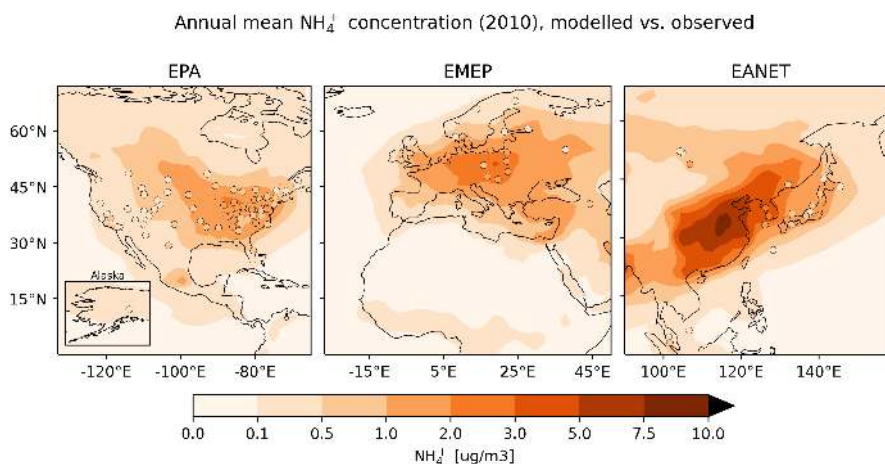 Annual mean NH₄⁺ concentration (2010), modelled vs. observed
EPA EMEP EANET
60°N
45°N
30°N
15°N
Alaska
-120°E -100°E -80°E -15°E 5°E 25°E 45°E 100°E 120°E 140°E
0.0 0.1 0.5 1.0 2.0 3.0 5.0 7.5 10.0
NH₄⁺ [ug/m3]